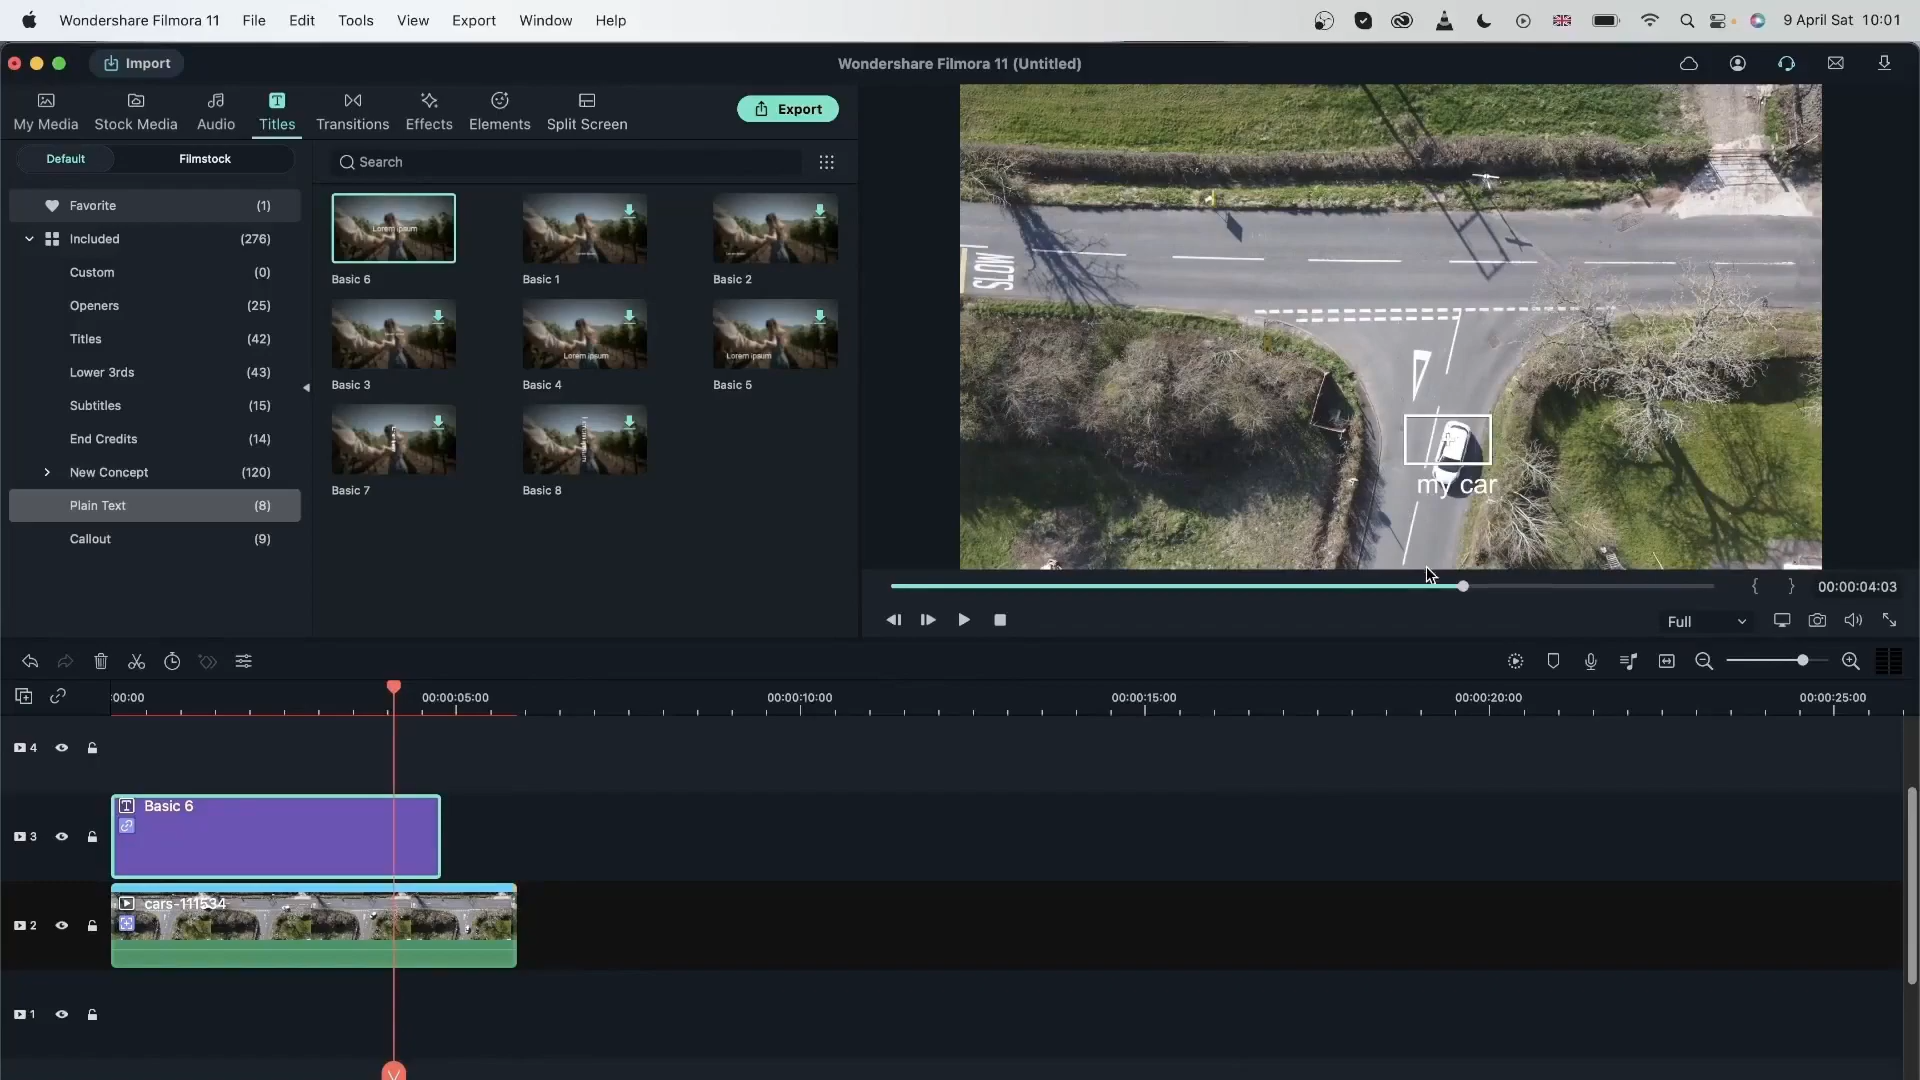 Wondershare Filmora 11 File Edit Tools View Export Window Help 9 April Sat 10:01
Import Wondershare Filmora 11 (Untitled)
My Media Stock Media Audio Titles Transitions Effects Elements Split Screen Export
Default Filmstock Search
Favorite (1)
Included (276)
Custom (0)
Openers (25)
Titles (42)
Lower 3rds (43)
Subtitles (15)
End Credits (14)
New Concept (120)
Plain Text (8)
Callout (9)
Lorem ipsum
Basic 6 Basic 1 Basic 2
Lorem ipsum Lorem ipsum
Basic 3 Basic 4 Basic 5
Basic 7 Basic 8
SLOW
my car
00:00:04:03
Full
:00:00 00:00:05:00 00:00:10:00 00:00:15:00 00:00:20:00 00:00:25:00
4
Basic 6
3
cars-111534
2
1